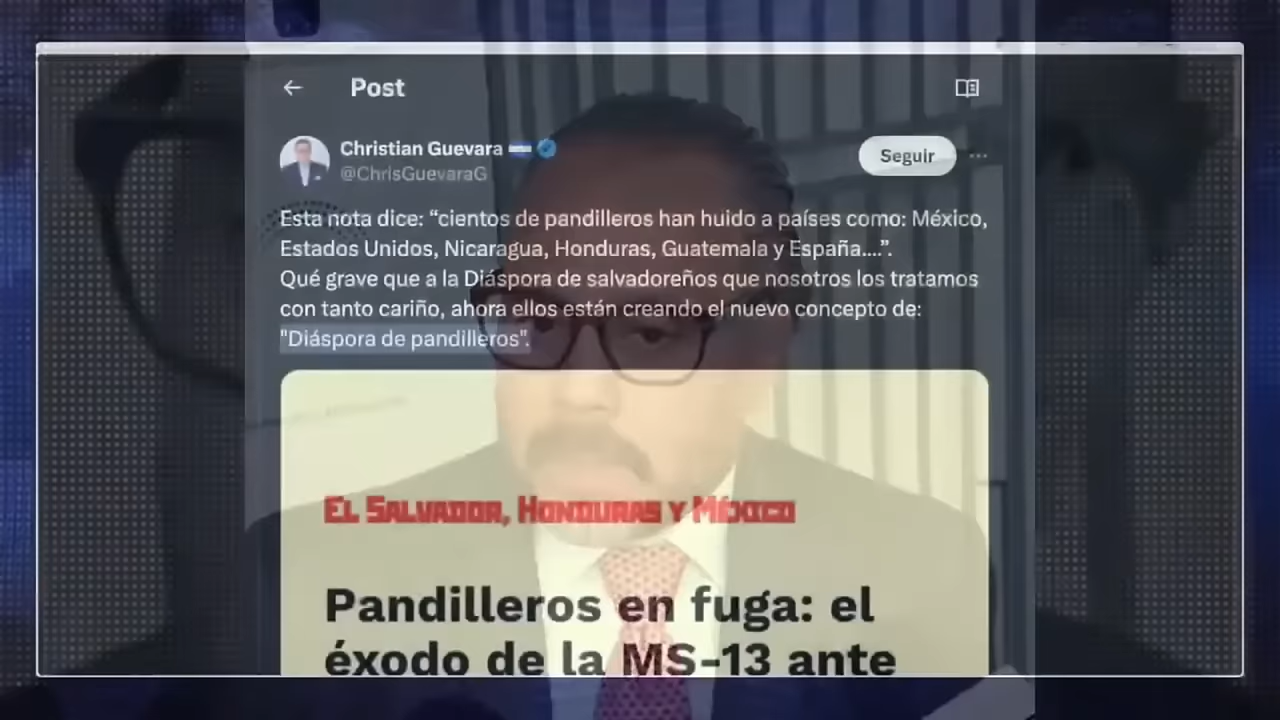 Post
Christian Guevara
@ChrisGuevaraG
Seguir
Esta nota dice: “cientos de pandilleros han huido a países como: México,
Estados Unidos, Nicaragua, Honduras, Guatemala y España....”.
Qué grave que a la Diáspora de salvadoreños que nosotros los tratamos
con tanto cariño, ahora ellos están creando el nuevo concepto de:
"Diáspora de pandilleros".
El Salvador, Honduras y México
Pandilleros en fuga: el
éxodo de la MS-13 ante